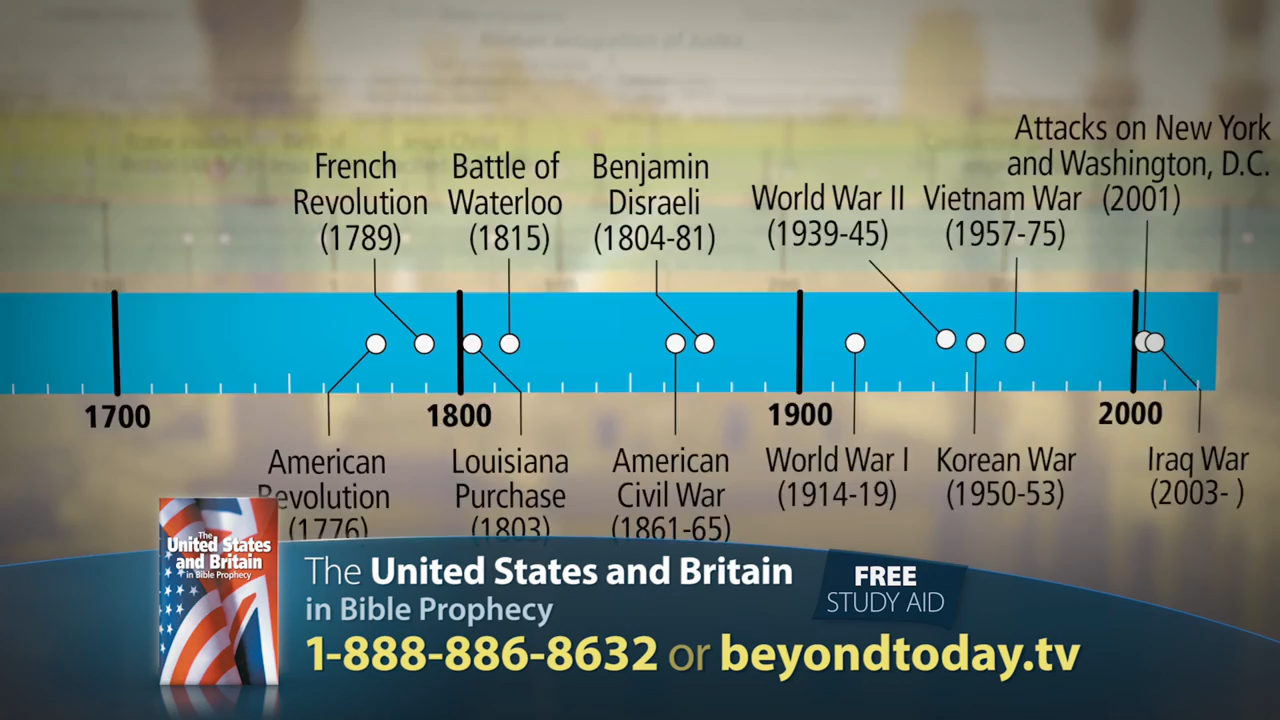 Attacks on New York
and Washington, D.C.
(2001)
French
Revolution
(1789)
Battle of
Waterloo
(1815)
Benjamin
Disraeli
(1804-81)
World War II
(1939-45)
Vietnam War
(1957-75)
1700
1800
1900
2000
American
Revolution
(1776)
Louisiana
Purchase
(1803)
American
Civil War
(1861-65)
World War I
(1914-19)
Korean War
(1950-53)
Iraq War
(2003- )
The
United States
and Britain
in Bible Prophecy
The United States and Britain
in Bible Prophecy
FREE
STUDY AID
1-888-886-8632 or beyondtoday.tv